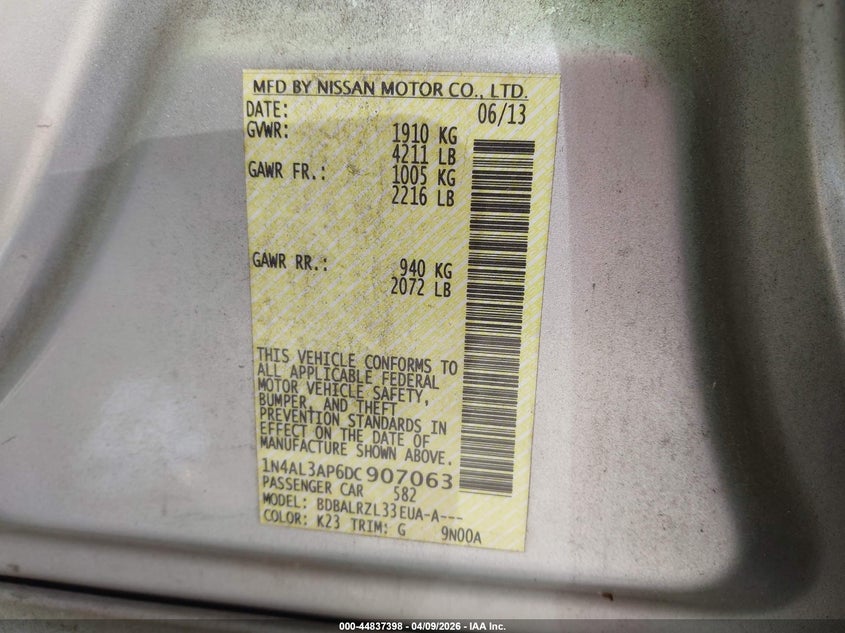 MFD BY NISSAN MOTOR CO., LTD.
DATE: 06/13
GVWR: 1910 KG
4211 LB
GAWR FR.: 1005 KG
2216 LB
GAWR RR.: 940 KG
2072 LB
THIS VEHICLE CONFORMS TO
ALL APPLICABLE FEDERAL
MOTOR VEHICLE SAFETY,
BUMPER, AND THEFT
PREVENTION STANDARDS IN
EFFECT ON THE DATE OF
MANUFACTURE SHOWN ABOVE.
1N4AL3AP6DC907063
PASSENGER CAR 582
MODEL: BDBALRZL33EUA-A---
COLOR: K23 TRIM: G 9N00A
000-44837398 - 04/09/2026 - IAA Inc.